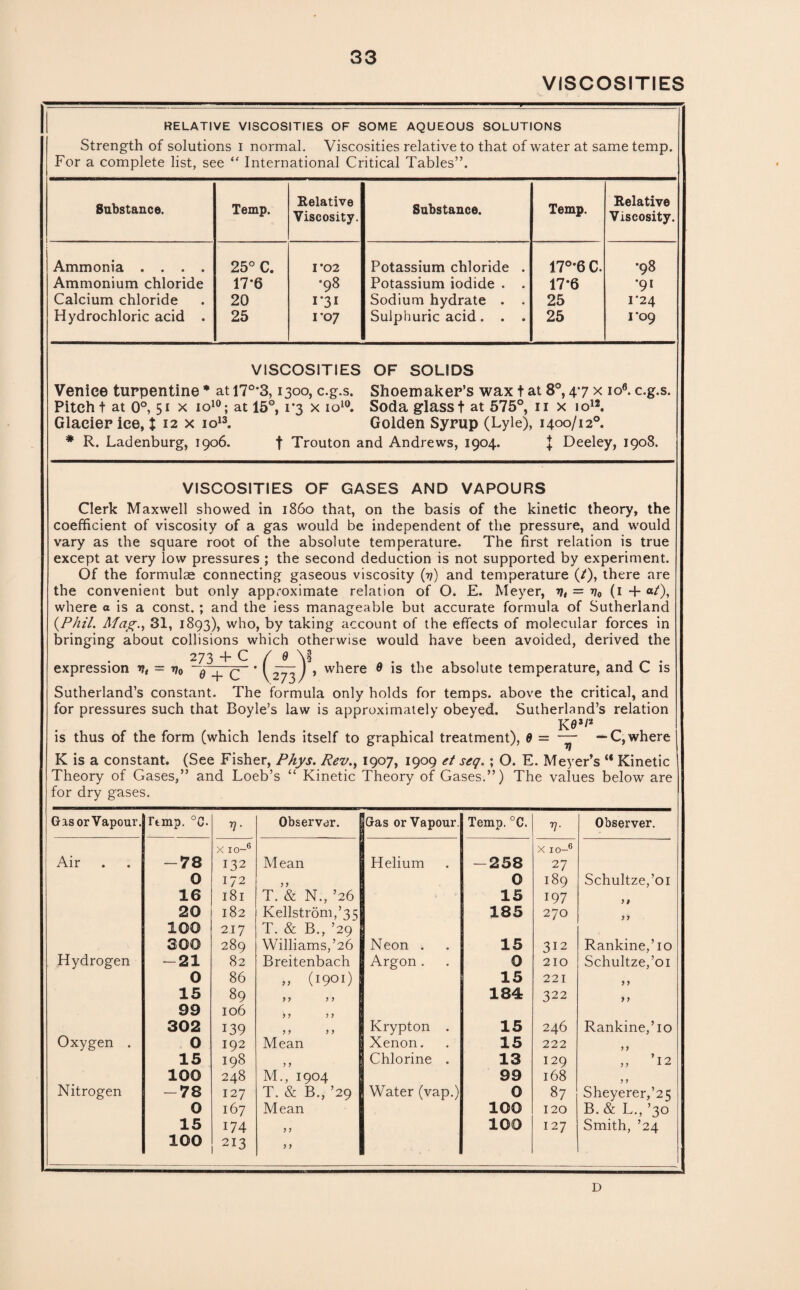 33
VISCOSITIES
RELATIVE VISCOSITIES OF SOME AQUEOUS SOLUTIONS
Strength of solutions 1 normal. Viscosities relative to that of water at same temp.
For a complete list, see “ International Critical Tables”.
Substance. Temp. Relative Viscosity. Substance. Temp. Relative Viscosity.
Ammonia . . . . 25° C. 1·02 Potassium chloride . 17°·6 C. ·98
Ammonium chloride 17·6 ·98 Potassium iodide . . 17·6 ·91
Calcium chloride . 20 1·31 Sodium hydrate . . 25 1·24
Hydrochloric acid . 25 1·07 Sulphuric acid . . . 25 1·09
VISCOSITIES OF SOLIDS
Venice turpentine * at 17°·3, 1300, c.g.s. Shoemaker’s wax † at 8°, 4·7 × 10⁶. c.g.s.
Pitch † at 0°, 51 × 10¹⁰; at 15°, 1·3 × 10¹⁰. Soda glass † at 575°, 11 × 10¹².
Glacier ice, ‡ 12 × 10¹³. Golden Syrup (Lyle), 1400/12°.
* R. Ladenburg, 1906. † Trouton and Andrews, 1904. ‡ Deeley, 1908.
VISCOSITIES OF GASES AND VAPOURS
Clerk Maxwell showed in 1860 that, on the basis of the kinetic theory, the
coefficient of viscosity of a gas would be independent of the pressure, and would
vary as the square root of the absolute temperature. The first relation is true
except at very low pressures ; the second deduction is not supported by experiment.
Of the formulæ connecting gaseous viscosity (η) and temperature (t), there are
the convenient but only approximate relation of O. E. Meyer, ηt = η₀ (1 + αt),
where α is a const. ; and the less manageable but accurate formula of Sutherland
(Phil. Mag., 31, 1893), who, by taking account of the effects of molecular forces in
bringing about collisions which otherwise would have been avoided, derived the
expression ηt = η₀ (273 + C)/(θ + C) · (θ/273)^3/2, where θ is the absolute temperature, and C is
Sutherland’s constant. The formula only holds for temps. above the critical, and
for pressures such that Boyle’s law is approximately obeyed. Sutherland’s relation
is thus of the form (which lends itself to graphical treatment), θ = Kθ^3/2/η — C, where
K is a constant. (See Fisher, Phys. Rev., 1907, 1909 et seq. ; O. E. Meyer’s “ Kinetic
Theory of Gases,” and Loeb’s “ Kinetic Theory of Gases.”) The values below are
for dry gases.
Gas or Vapour. Temp. °C. η. Observer. Gas or Vapour. Temp. °C. η. Observer.
× 10–⁶ × 10–⁶
Air . . —78 132 Mean Helium . —258 27
0 172 ,, 0 189 Schultze,’01
16 181 T. & N., ’26 15 197 ,,
20 182 Kellström,’35 185 270 ,,
100 217 T. & B., ’29
300 289 Williams,’26 Neon . . 15 312 Rankine,’10
Hydrogen —21 82 Breitenbach Argon . . 0 210 Schultze,’01
0 86 ,, (1901) 15 221 ,,
15 89 ,, ,, 184 322 ,,
99 106 ,, ,,
302 139 ,, ,, Krypton . 15 246 Rankine,’10
Oxygen . 0 192 Mean Xenon. . 15 222 ,,
15 198 ,, Chlorine . 13 129 ,, ’12
100 248 M., 1904 99 168 ,,
Nitrogen —78 127 T. & B., ’29 Water (vap.) 0 87 Sheyerer,’25
0 167 Mean 100 120 B. & L., ’30
15 174 ,, 100 127 Smith, ’24
100 213 ,,
D